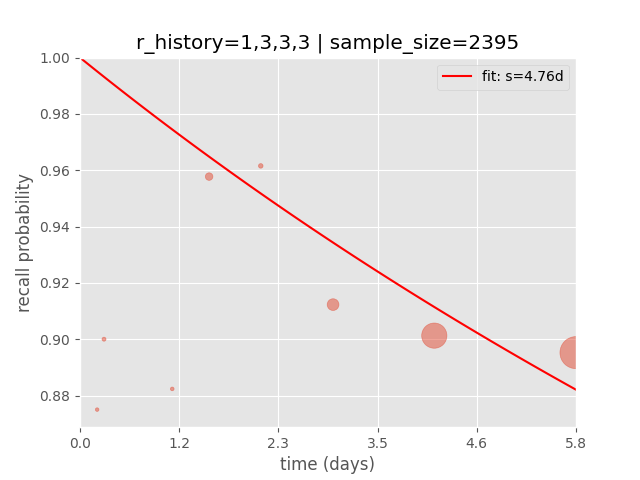 r_history=1,3,3,3 | sample_size=2395
fit: s=4.76d
1.00
0.98
0.96
0.94
0.92
0.90
0.88
recall probability
0.0 1.2 2.3 3.5 4.6 5.8
time (days)